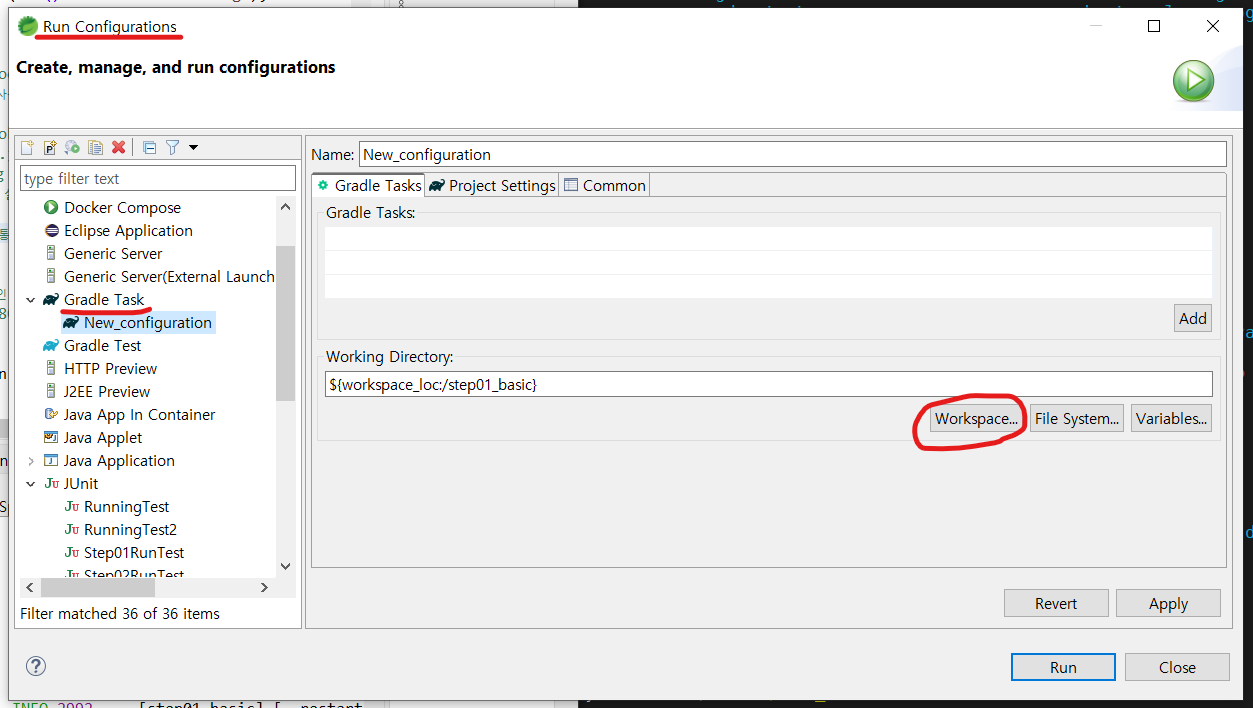 Run Configurations
Create, manage, and run configurations
type filter text
Docker Compose
Eclipse Application
Generic Server
Generic Server(External Launch
Gradle Task
New_configuration
Gradle Test
HTTP Preview
J2EE Preview
Java App In Container
Java Applet
Java Application
JUnit
RunningTest
RunningTest2
Step01RunTest
Step02RunTest
Filter matched 36 of 36 items
Name: New_configuration
Gradle Tasks Project Settings Common
Gradle Tasks:
Add
Working Directory:
${workspace_loc:/step01_basic}
Workspace... File System... Variables...
Revert Apply
Run Close